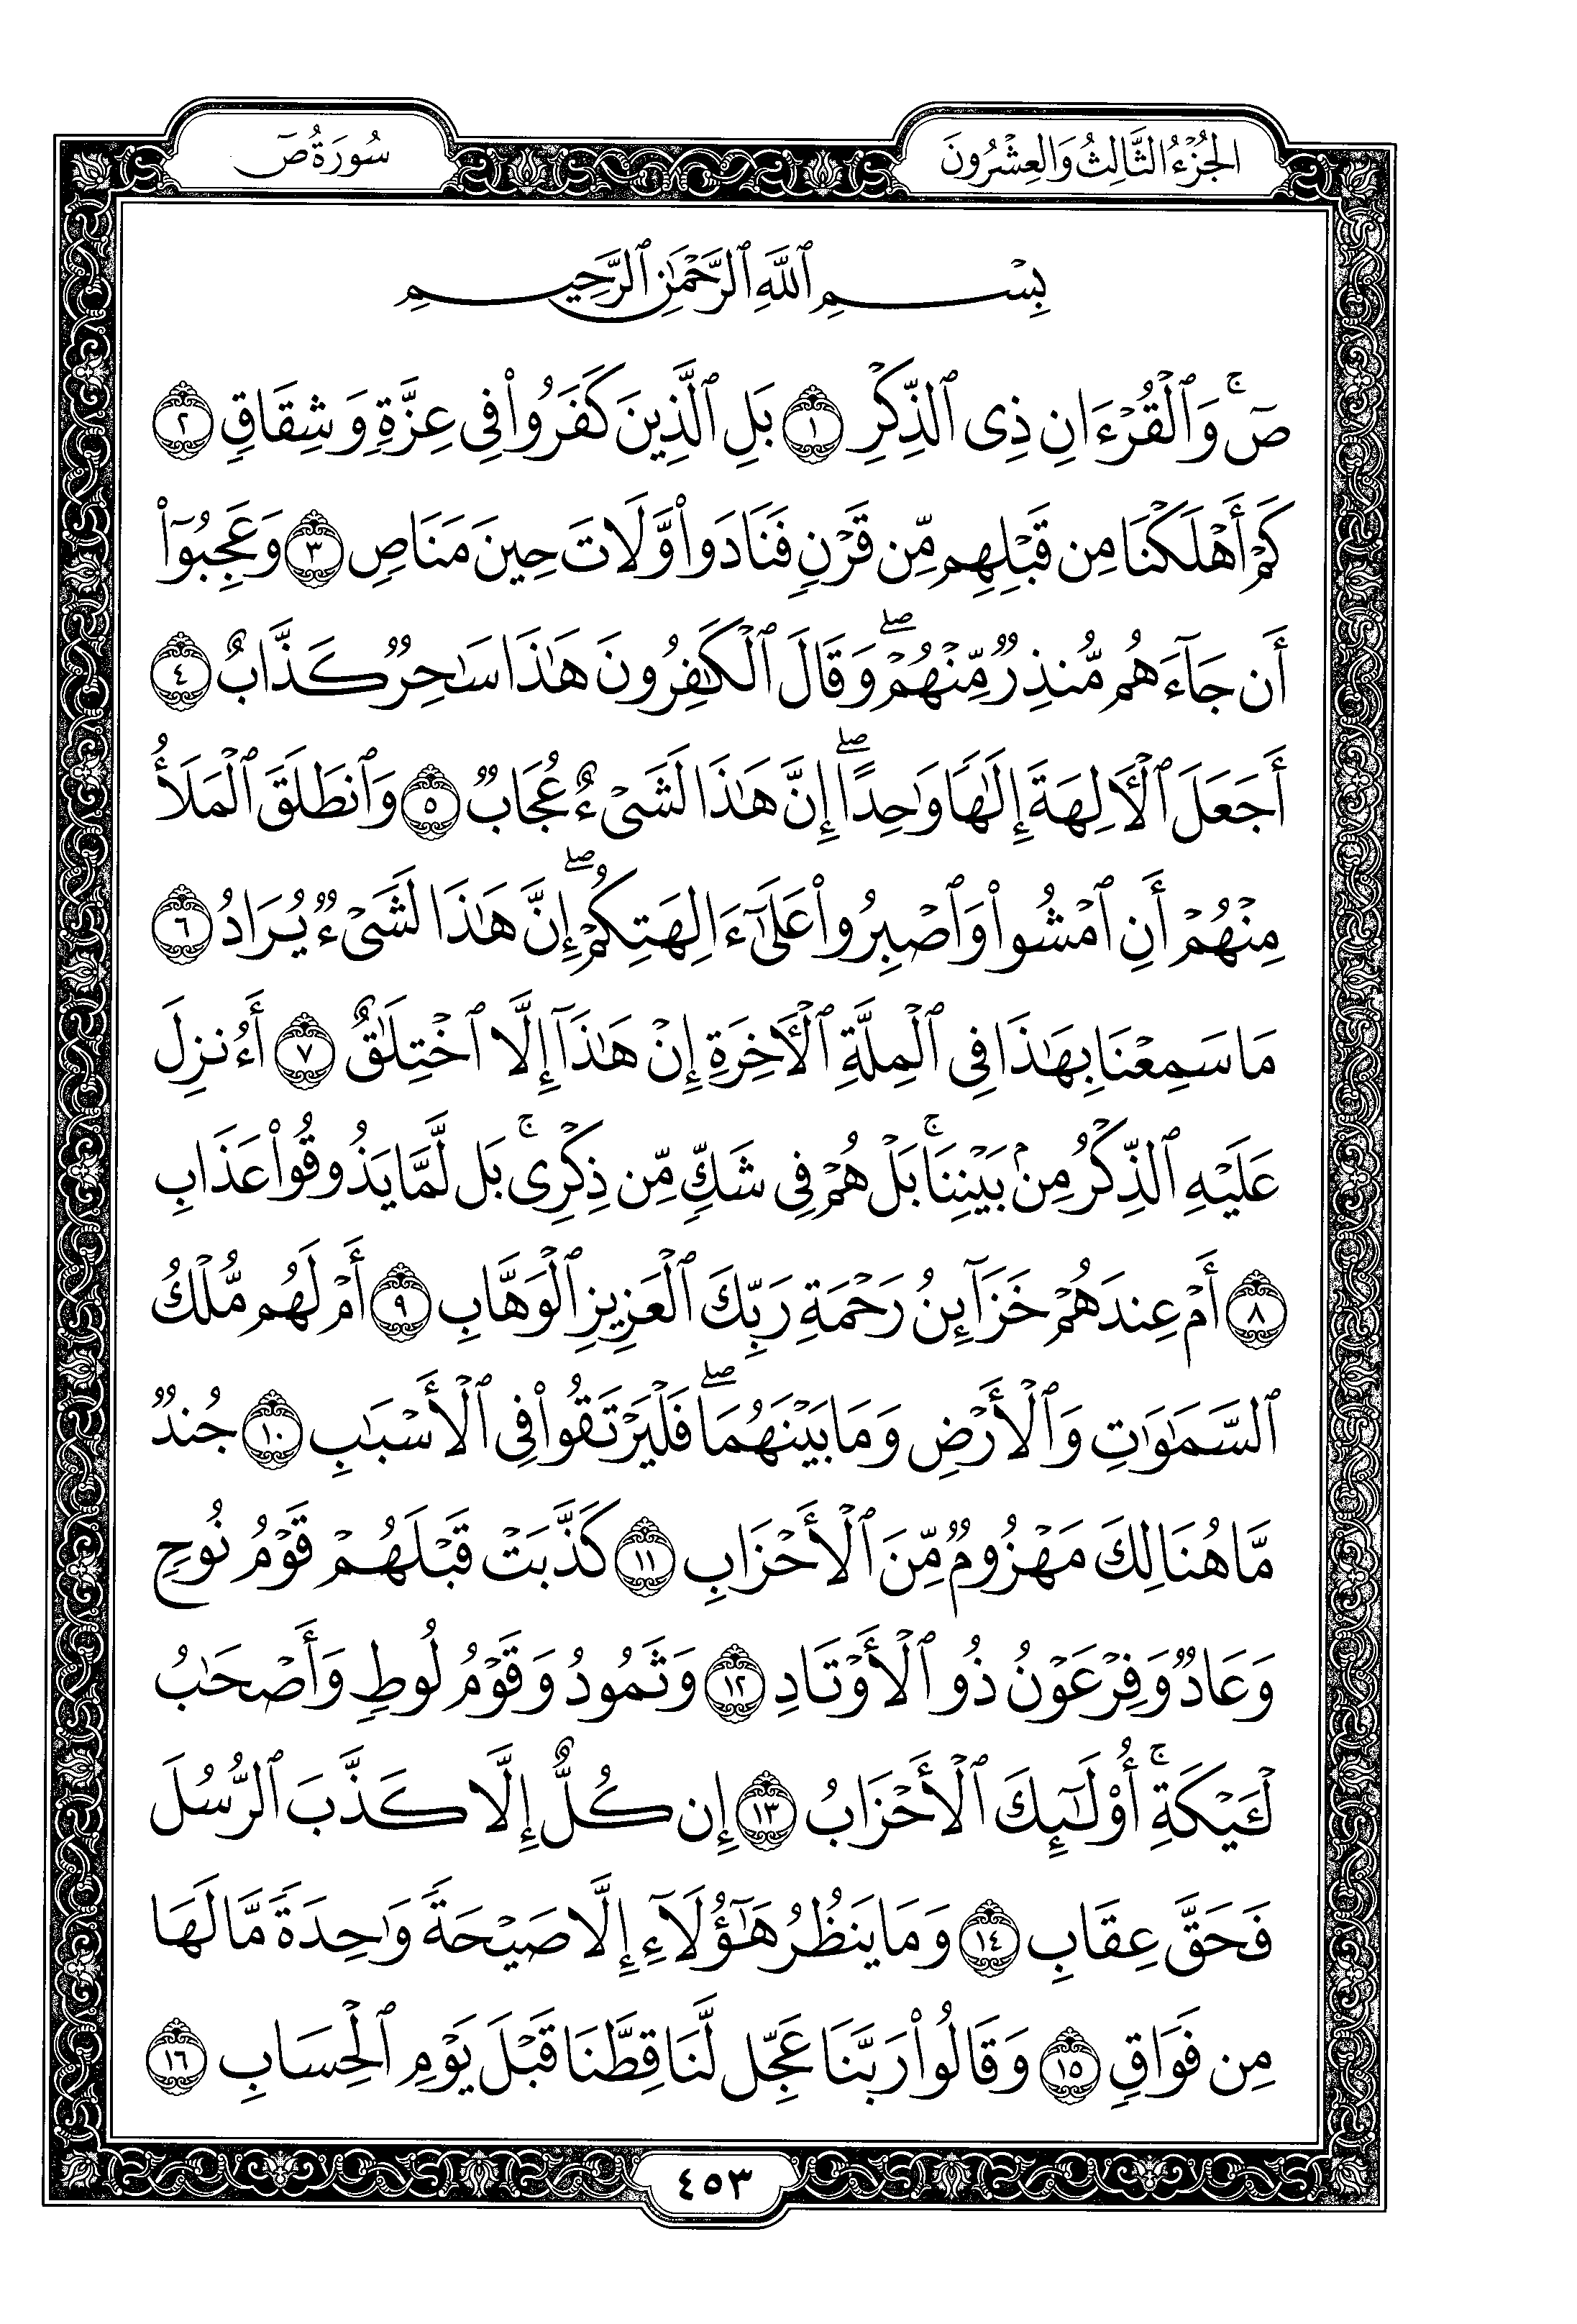 الجُزْءُ الثَّالِثُ وَالعِشْرُونَ
سُورَةُ صٓ
بِسْمِ ٱللَّهِ ٱلرَّحْمَٰنِ ٱلرَّحِيمِ
صٓۚ وَٱلْقُرْءَانِ ذِى ٱلذِّكْرِ ١ بَلِ ٱلَّذِينَ كَفَرُوا۟ فِى عِزَّةٍ وَشِقَاقٍ ٢
كَمْ أَهْلَكْنَا مِن قَبْلِهِم مِّن قَرْنٍ فَنَادَوا۟ وَّلَاتَ حِينَ مَنَاصٍ ٣ وَعَجِبُوٓا۟
أَن جَآءَهُم مُّنذِرٌ مِّنْهُمْۖ وَقَالَ ٱلْكَٰفِرُونَ هَٰذَا سَٰحِرٌ كَذَّابٌ ٤
أَجَعَلَ ٱلْـَٔالِهَةَ إِلَٰهًا وَٰحِدًاۖ إِنَّ هَٰذَا لَشَىْءٌ عُجَابٌ ٥ وَٱنطَلَقَ ٱلْمَلَأُ
مِنْهُمْ أَنِ ٱمْشُوا۟ وَٱصْبِرُوا۟ عَلَىٰٓ ءَالِهَتِكُمْۖ إِنَّ هَٰذَا لَشَىْءٌ يُرَادُ ٦
مَا سَمِعْنَا بِهَٰذَا فِى ٱلْمِلَّةِ ٱلْـَٔاخِرَةِ إِنْ هَٰذَآ إِلَّا ٱخْتِلَٰقٌ ٧ أَءُنزِلَ
عَلَيْهِ ٱلذِّكْرُ مِنۢ بَيْنِنَاۚ بَلْ هُمْ فِى شَكٍّ مِّن ذِكْرِىۚ بَل لَّمَّا يَذُوقُوا۟ عَذَابِ
٨ أَمْ عِندَهُمْ خَزَآئِنُ رَحْمَةِ رَبِّكَ ٱلْعَزِيزِ ٱلْوَهَّابِ ٩ أَمْ لَهُم مُّلْكُ
ٱلسَّمَٰوَٰتِ وَٱلْأَرْضِ وَمَا بَيْنَهُمَاۖ فَلْيَرْتَقُوا۟ فِى ٱلْأَسْبَٰبِ ١٠ جُندٌ
مَّا هُنَالِكَ مَهْزُومٌ مِّنَ ٱلْأَحْزَابِ ١١ كَذَّبَتْ قَبْلَهُمْ قَوْمُ نُوحٍ
وَعَادٌ وَفِرْعَوْنُ ذُو ٱلْأَوْتَادِ ١٢ وَثَمُودُ وَقَوْمُ لُوطٍ وَأَصْحَٰبُ
لْـَٔيْكَةِۚ أُو۟لَٰٓئِكَ ٱلْأَحْزَابُ ١٣ إِن كُلٌّ إِلَّا كَذَّبَ ٱلرُّسُلَ
فَحَقَّ عِقَابِ ١٤ وَمَا يَنظُرُ هَٰٓؤُلَآءِ إِلَّا صَيْحَةً وَٰحِدَةً مَّا لَهَا
مِن فَوَاقٍ ١٥ وَقَالُوا۟ رَبَّنَا عَجِّل لَّنَا قِطَّنَا قَبْلَ يَوْمِ ٱلْحِسَابِ ١٦
٤٥٣